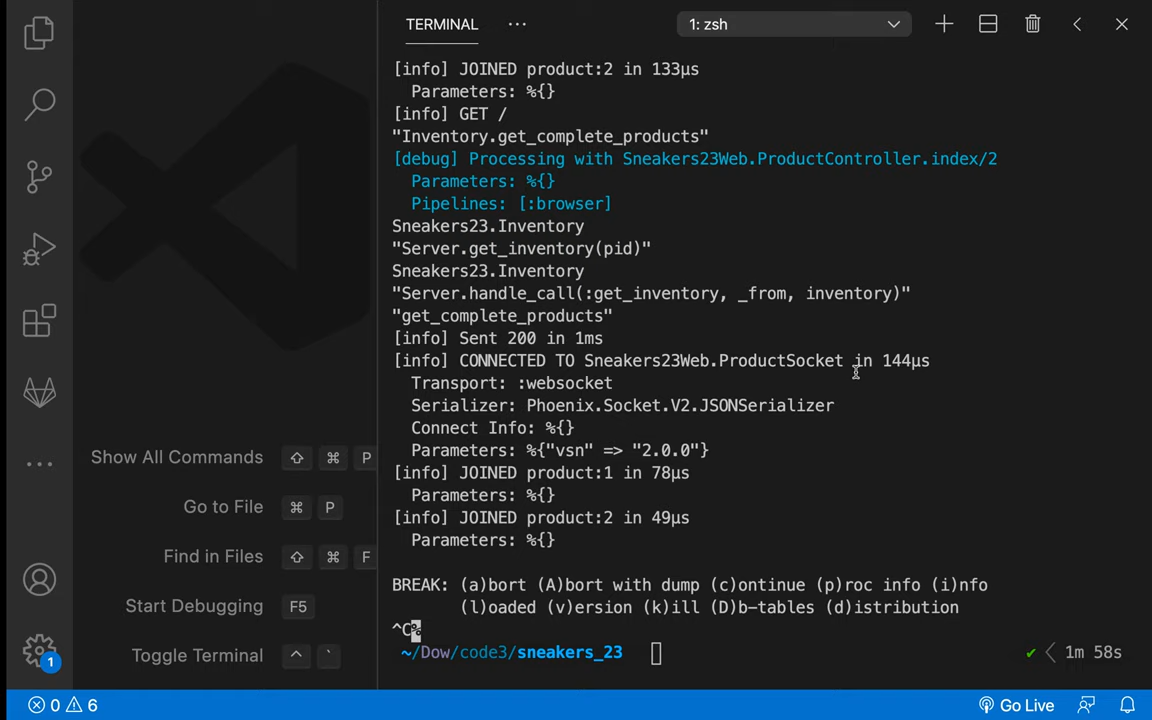 TERMINAL ···
1: zsh
[info] JOINED product:2 in 133µs
Parameters: %{}
[info] GET /
"Inventory.get_complete_products"
[debug] Processing with Sneakers23Web.ProductController.index/2
Parameters: %{}
Pipelines: [:browser]
Sneakers23.Inventory
"Server.get_inventory(pid)"
Sneakers23.Inventory
"Server.handle_call(:get_inventory, _from, inventory)"
"get_complete_products"
[info] Sent 200 in 1ms
[info] CONNECTED TO Sneakers23Web.ProductSocket in 144µs
Transport: :websocket
Serializer: Phoenix.Socket.V2.JSONSerializer
Connect Info: %{}
Parameters: %{"vsn" => "2.0.0"}
[info] JOINED product:1 in 78µs
Parameters: %{}
[info] JOINED product:2 in 49µs
Parameters: %{}
BREAK: (a)bort (A)bort with dump (c)ontinue (p)roc info (i)nfo
(l)oaded (v)ersion (k)ill (D)b-tables (d)istribution
^C%
~/Dow/code3/sneakers_23
✔ 1m 58s
Show All Commands ⇧ ⌘ P
Go to File ⌘ P
Find in Files ⇧ ⌘ F
Start Debugging F5
Toggle Terminal ^ `
1
0 6
Go Live